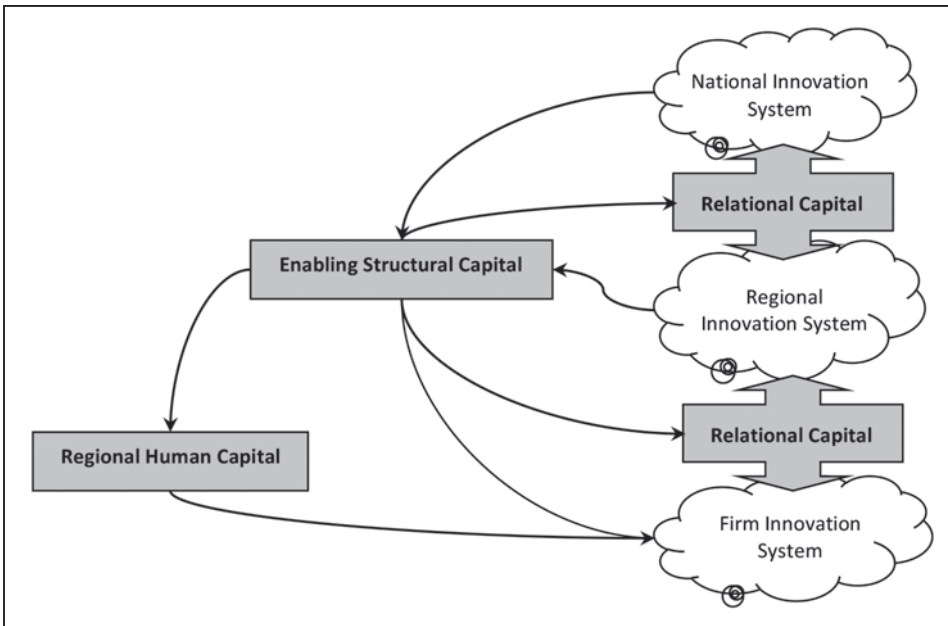 National Innovation
System
Relational Capital
Enabling Structural Capital
Regional
Innovation System
Relational Capital
Regional Human Capital
Firm Innovation
System